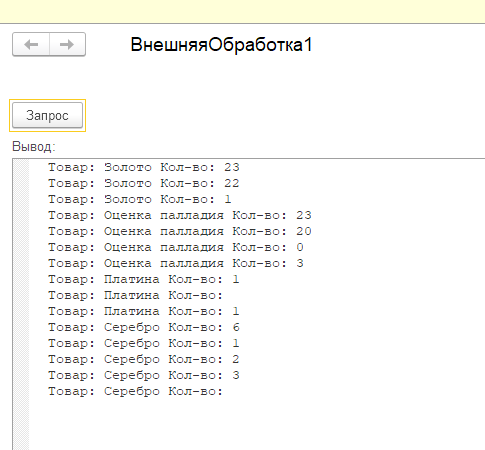 ВнешняяОбработка1
Запрос
Вывод:
Товар: Золото Кол-во: 23
Товар: Золото Кол-во: 22
Товар: Золото Кол-во: 1
Товар: Оценка палладия Кол-во: 23
Товар: Оценка палладия Кол-во: 20
Товар: Оценка палладия Кол-во: 0
Товар: Оценка палладия Кол-во: 3
Товар: Платина Кол-во: 1
Товар: Платина Кол-во:
Товар: Платина Кол-во: 1
Товар: Серебро Кол-во: 6
Товар: Серебро Кол-во: 1
Товар: Серебро Кол-во: 2
Товар: Серебро Кол-во: 3
Товар: Серебро Кол-во: